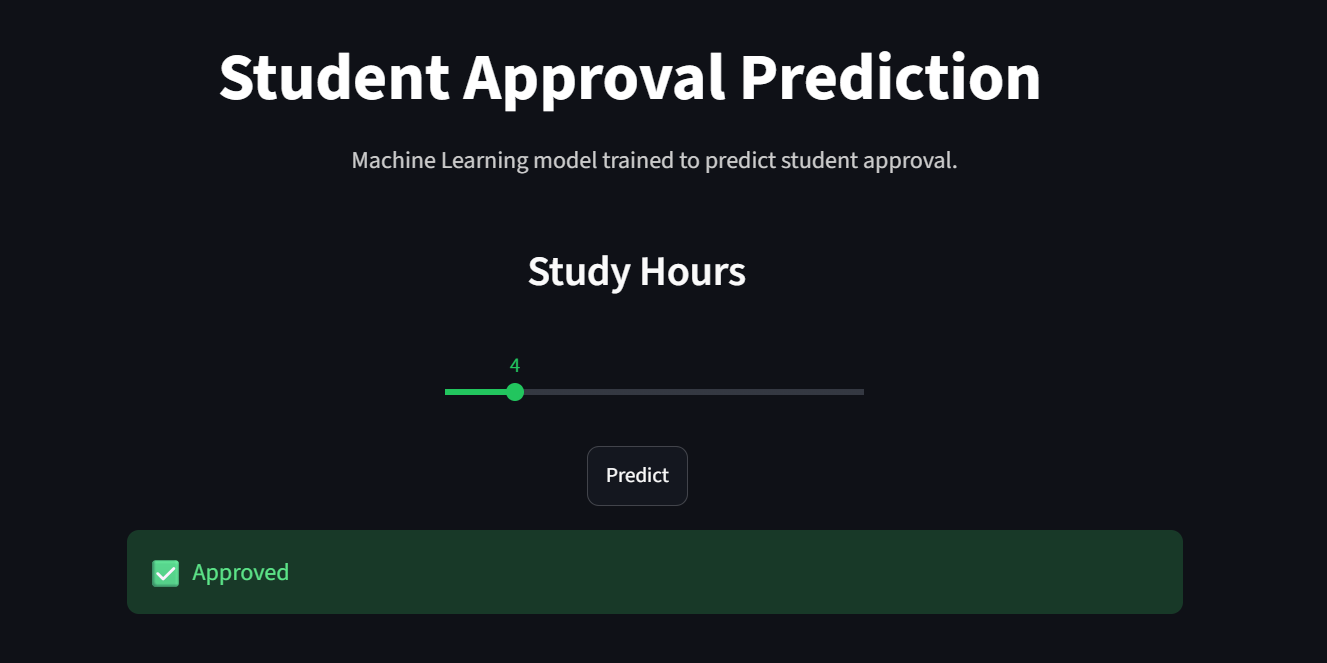 Student Approval Prediction
Machine Learning model trained to predict student approval.
Study Hours
4
Predict
✅ Approved